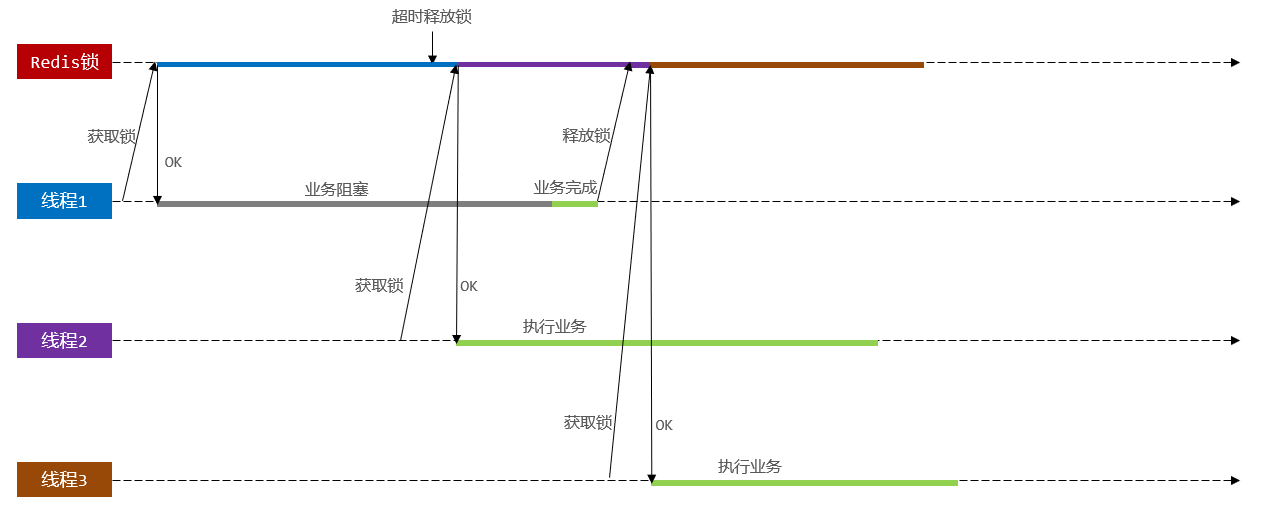 超时释放锁
Redis锁
获取锁
释放锁
OK
线程1
业务阻塞
业务完成
获取锁
OK
线程2
执行业务
获取锁
OK
线程3
执行业务